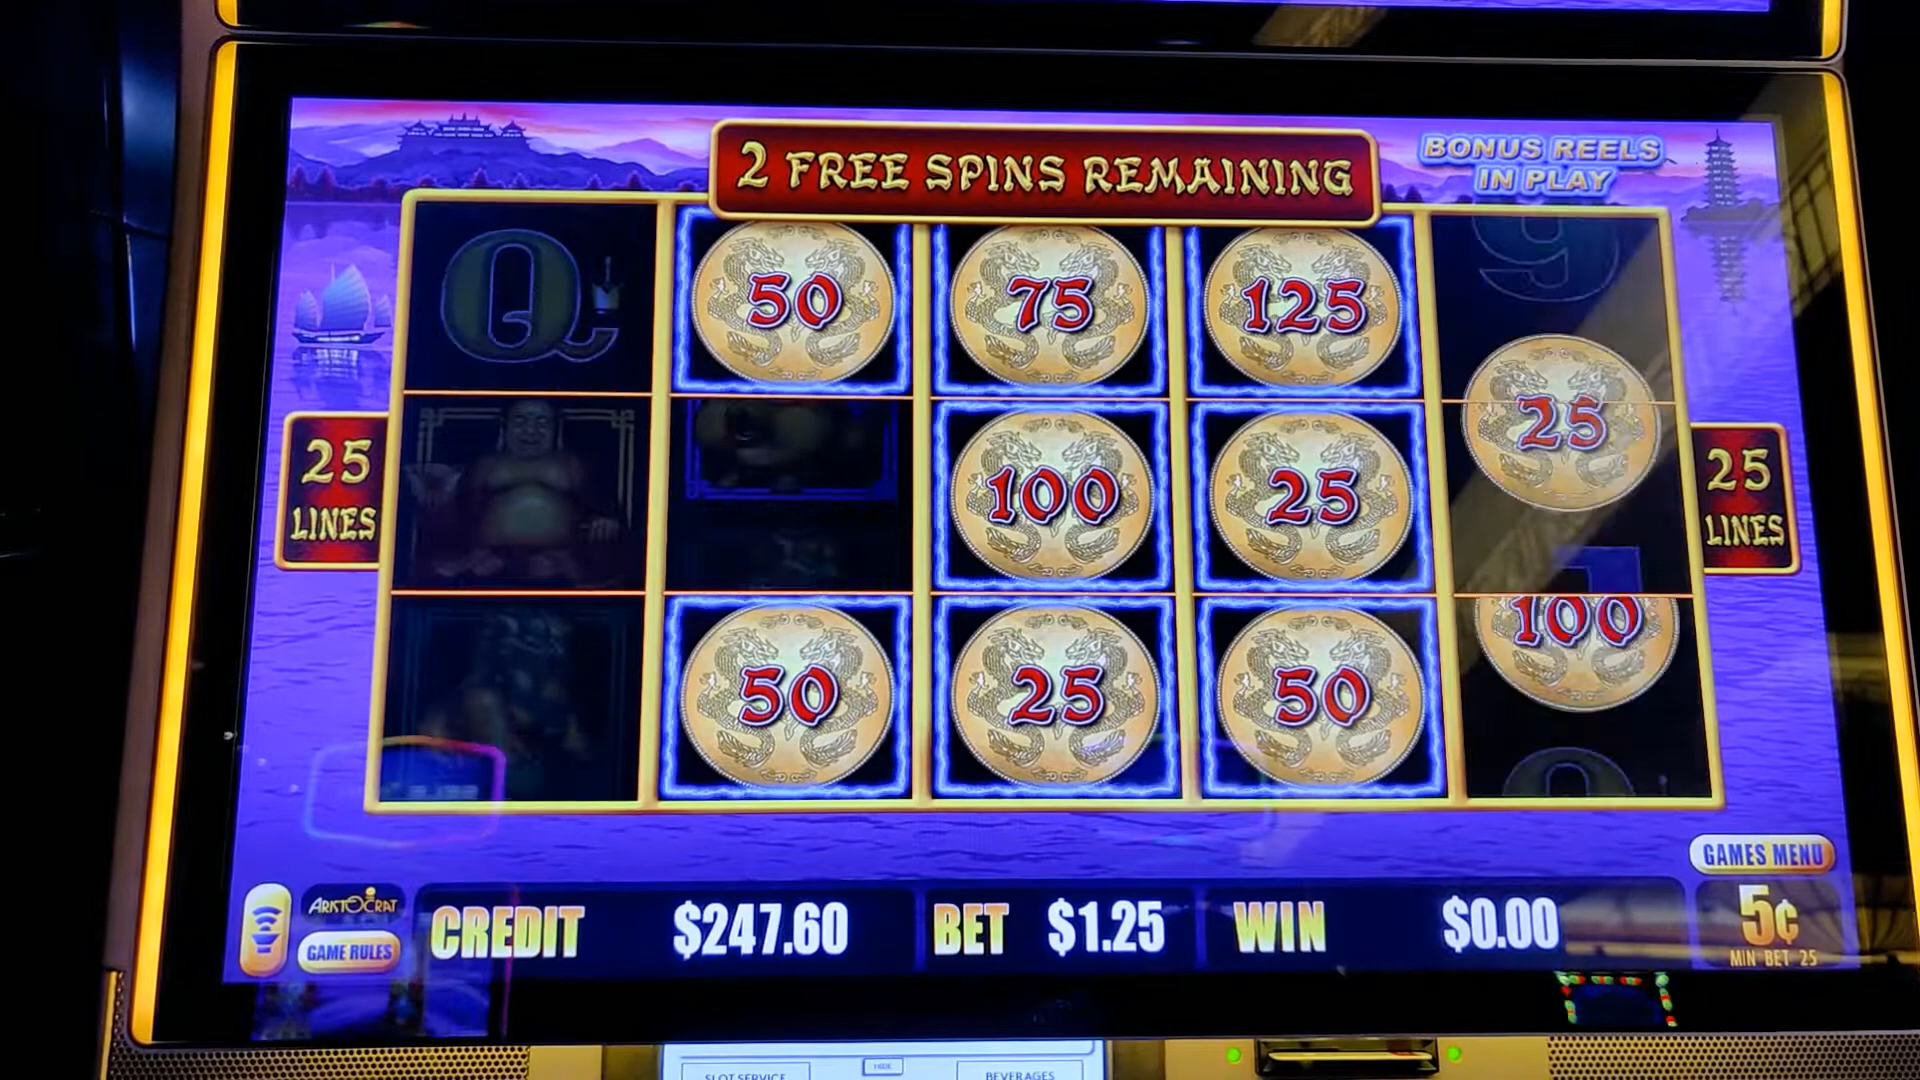 2 FREE SPINS REMAINING
BONUS REELS
IN PLAY
Q
50
75
125
9
25
LINES
100
25
25
25
LINES
50
25
50
100
GAMES MENU
ARISTOCRAT
GAME RULES
CREDIT $247.60
BET $1.25
WIN $0.00
5¢
MIN BET 25
SLOT SERVICE
HIDE
BEVERAGES